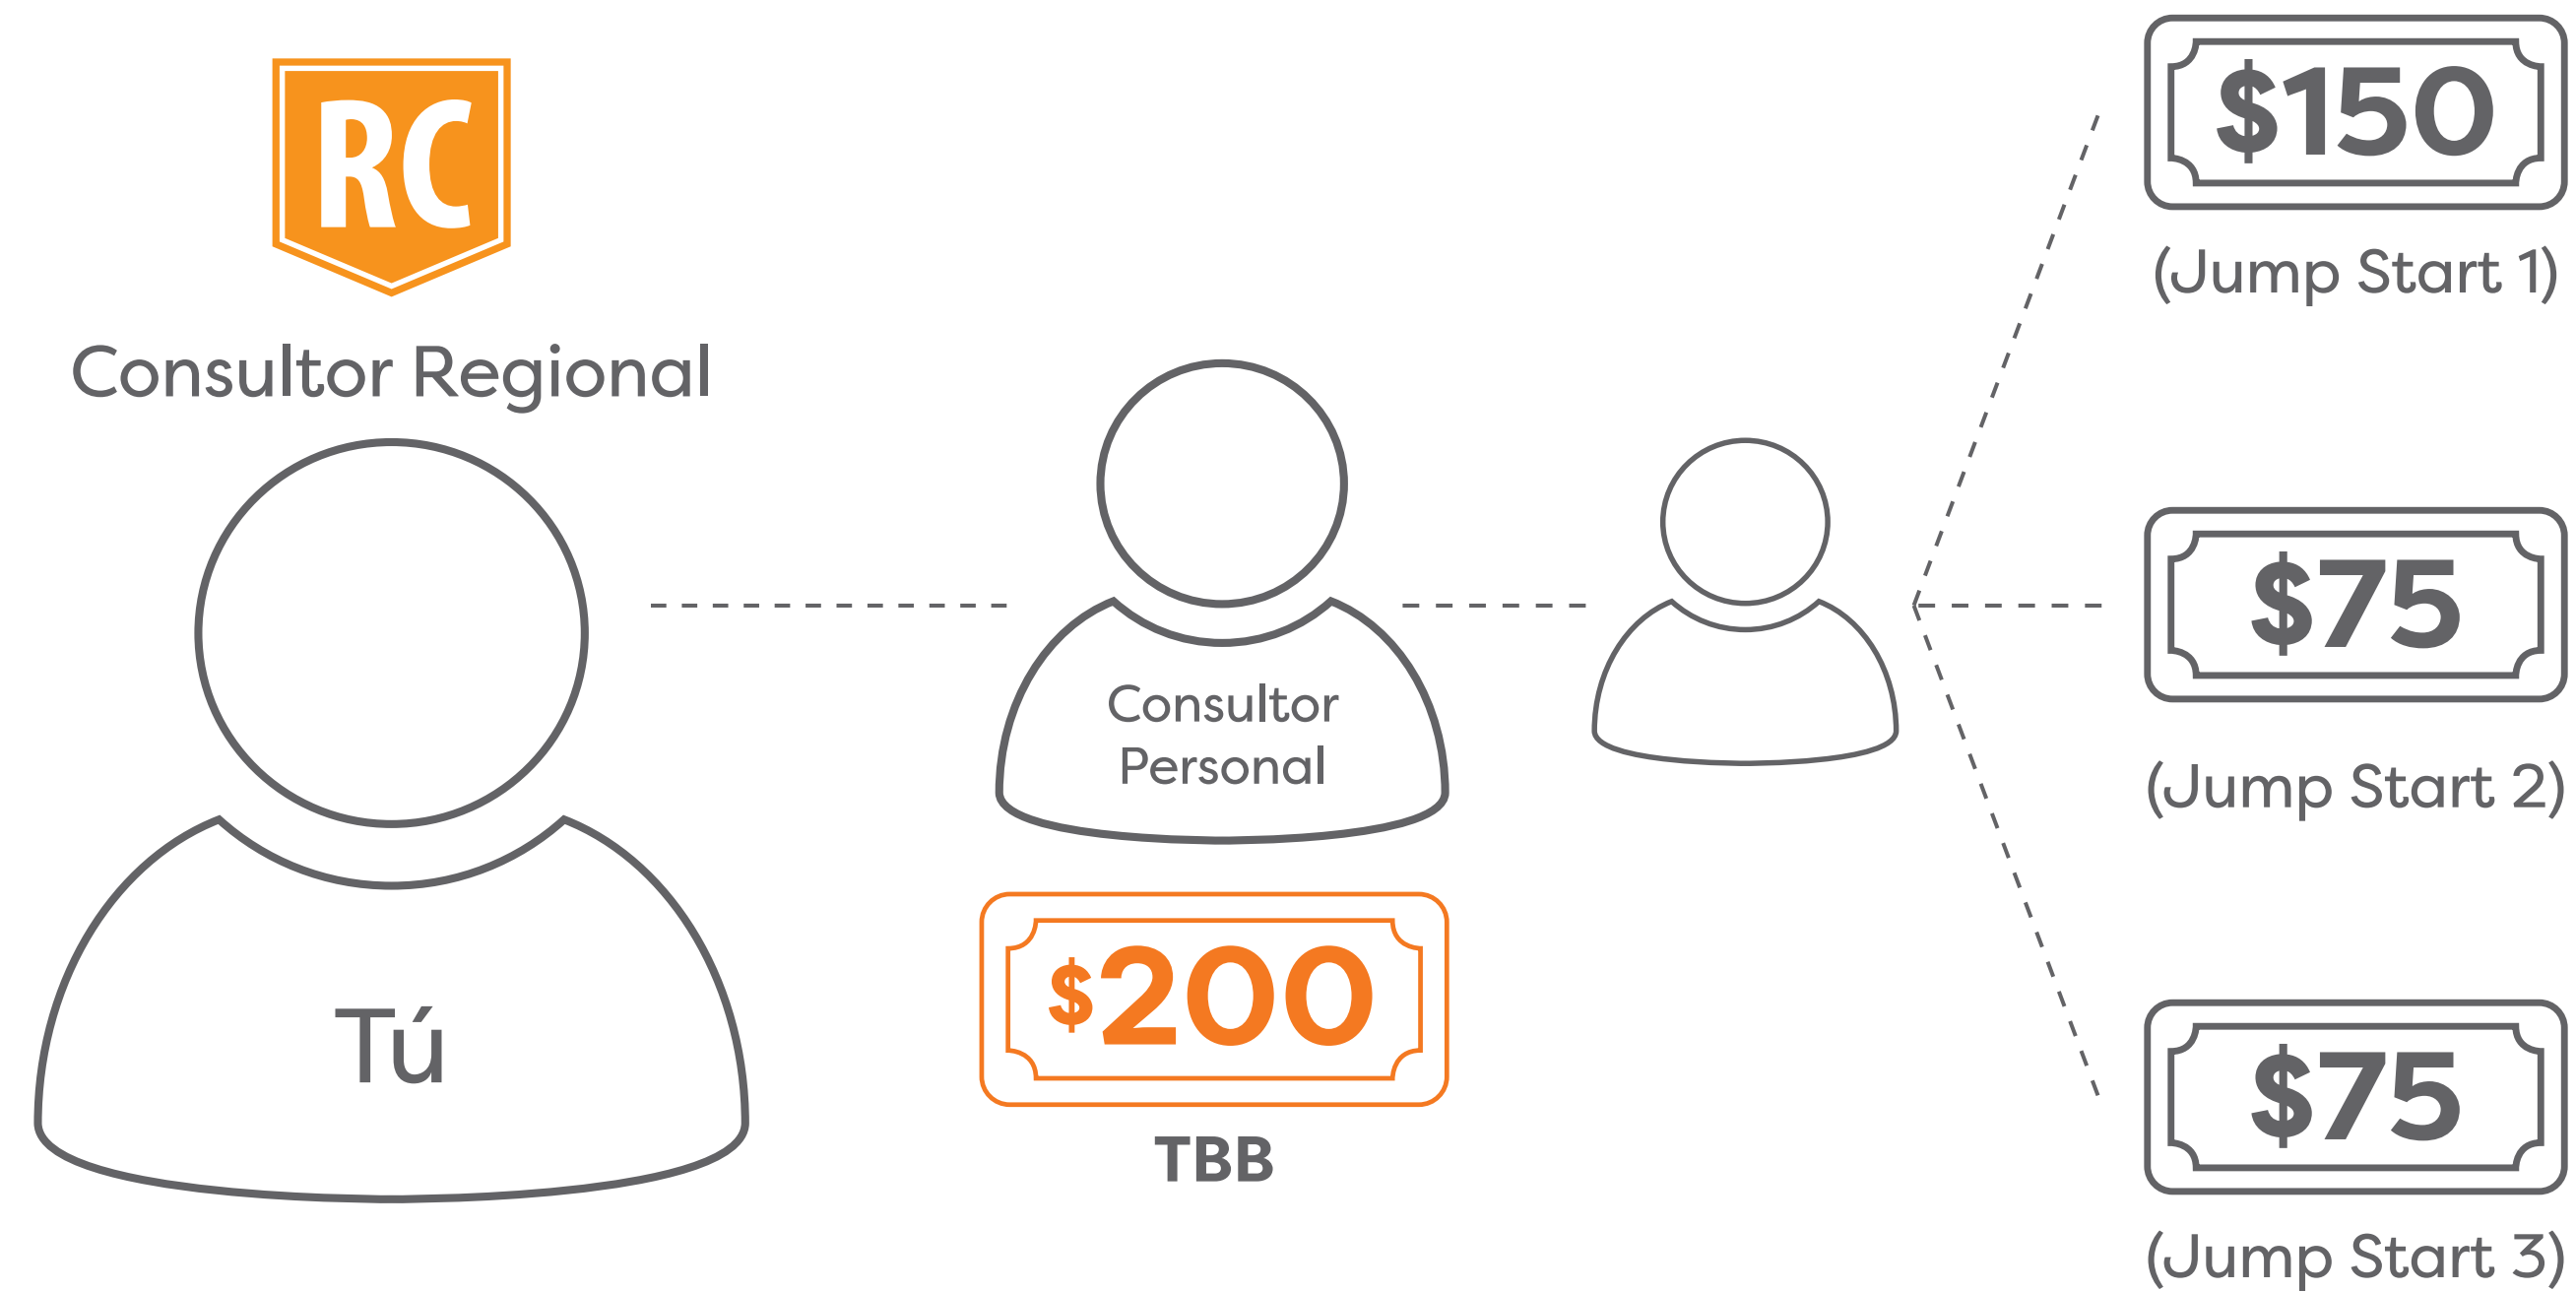 RC
Consultor Regional
Tú
Consultor
Personal
$200
TBB
$150
(Jump Start 1)
$75
(Jump Start 2)
$75
(Jump Start 3)